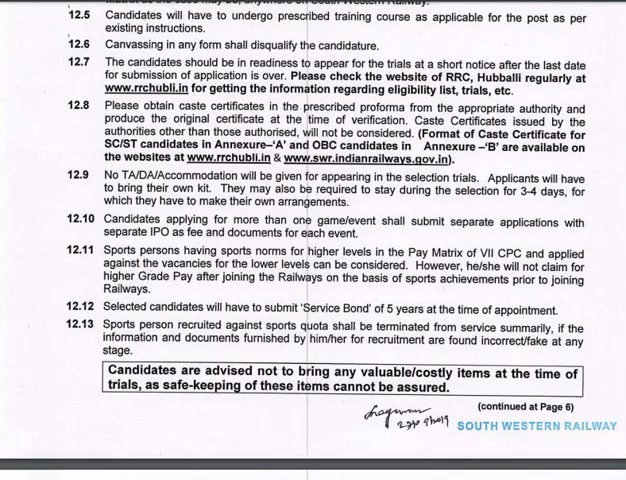 12.5 Candidates will have to undergo prescribed training course as applicable for the post as per
existing instructions.
12.6 Canvassing in any form shall disqualify the candidature.
12.7 The candidates should be in readiness to appear for the trials at a short notice after the last date
for submission of application is over. Please check the website of RRC, Hubballi regularly at
www.rrchubli.in for getting the information regarding eligibility list, trials, etc.
12.8 Please obtain caste certificates in the prescribed proforma from the appropriate authority and
produce the original certificate at the time of verification. Caste Certificates issued by the
authorities other than those authorised, will not be considered. (Format of Caste Certificate for
SC/ST candidates in Annexure–‘A’ and OBC candidates in Annexure –‘B’ are available on
the websites at www.rrchubli.in & www.swr.indianrailways.gov.in).
12.9 No TA/DA/Accommodation will be given for appearing in the selection trials. Applicants will have
to bring their own kit. They may also be required to stay during the selection for 3-4 days, for
which they have to make their own arrangements.
12.10 Candidates applying for more than one game/event shall submit separate applications with
separate IPO as fee and documents for each event.
12.11 Sports persons having sports norms for higher levels in the Pay Matrix of VII CPC and applied
against the vacancies for the lower levels can be considered. However, he/she will not claim for
higher Grade Pay after joining the Railways on the basis of sports achievements prior to joining
Railways.
12.12 Selected candidates will have to submit ‘Service Bond’ of 5 years at the time of appointment.
12.13 Sports person recruited against sports quota shall be terminated from service summarily, if the
information and documents furnished by him/her for recruitment are found incorrect/fake at any
stage.
Candidates are advised not to bring any valuable/costly items at the time of
trials, as safe-keeping of these items cannot be assured.
(continued at Page 6)
SOUTH WESTERN RAILWAY